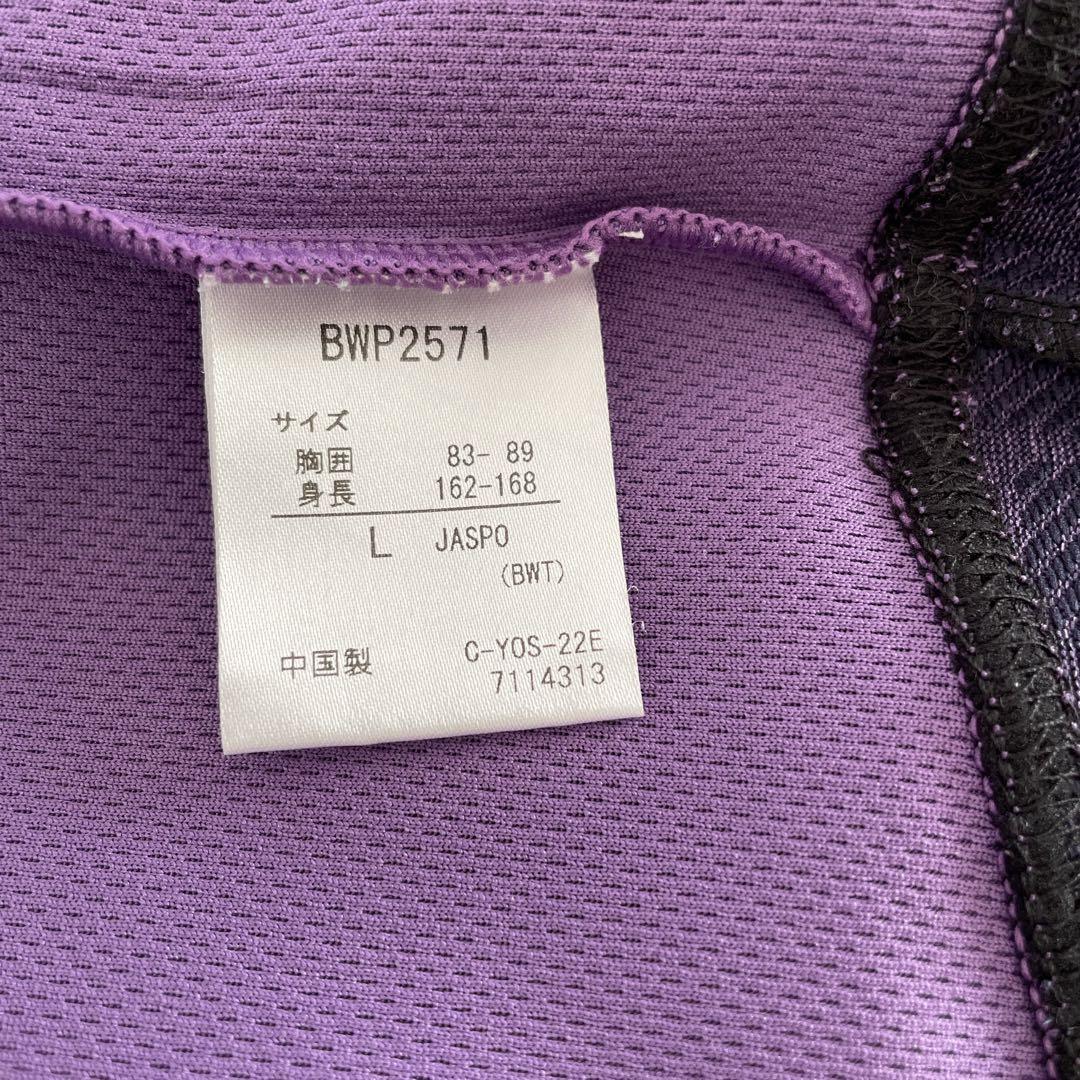 BWP2571
サイズ
胸囲 83- 89
身長 162-168
L JASPO
(BWT)
中国製 C-YOS-22E
7114313